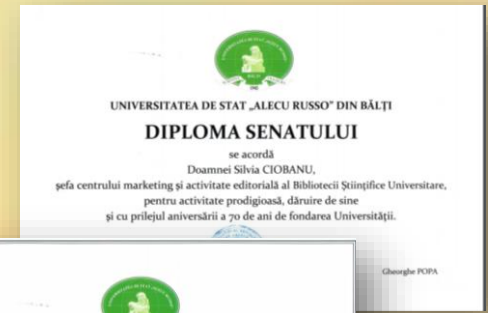 UNIVERSITATEA DE STAT „ALECU RUSSO” DIN BĂLȚI
DIPLOMA SENATULUI
se acordă
Doamnei Silvia CIOBANU,
șefa centrului marketing și activitate editorială al Bibliotecii Științifice Universitare,
pentru activitate prodigioasă, dăruire de sine
și cu prilejul aniversării a 70 de ani de fondarea Universității.
Gheorghe POPA